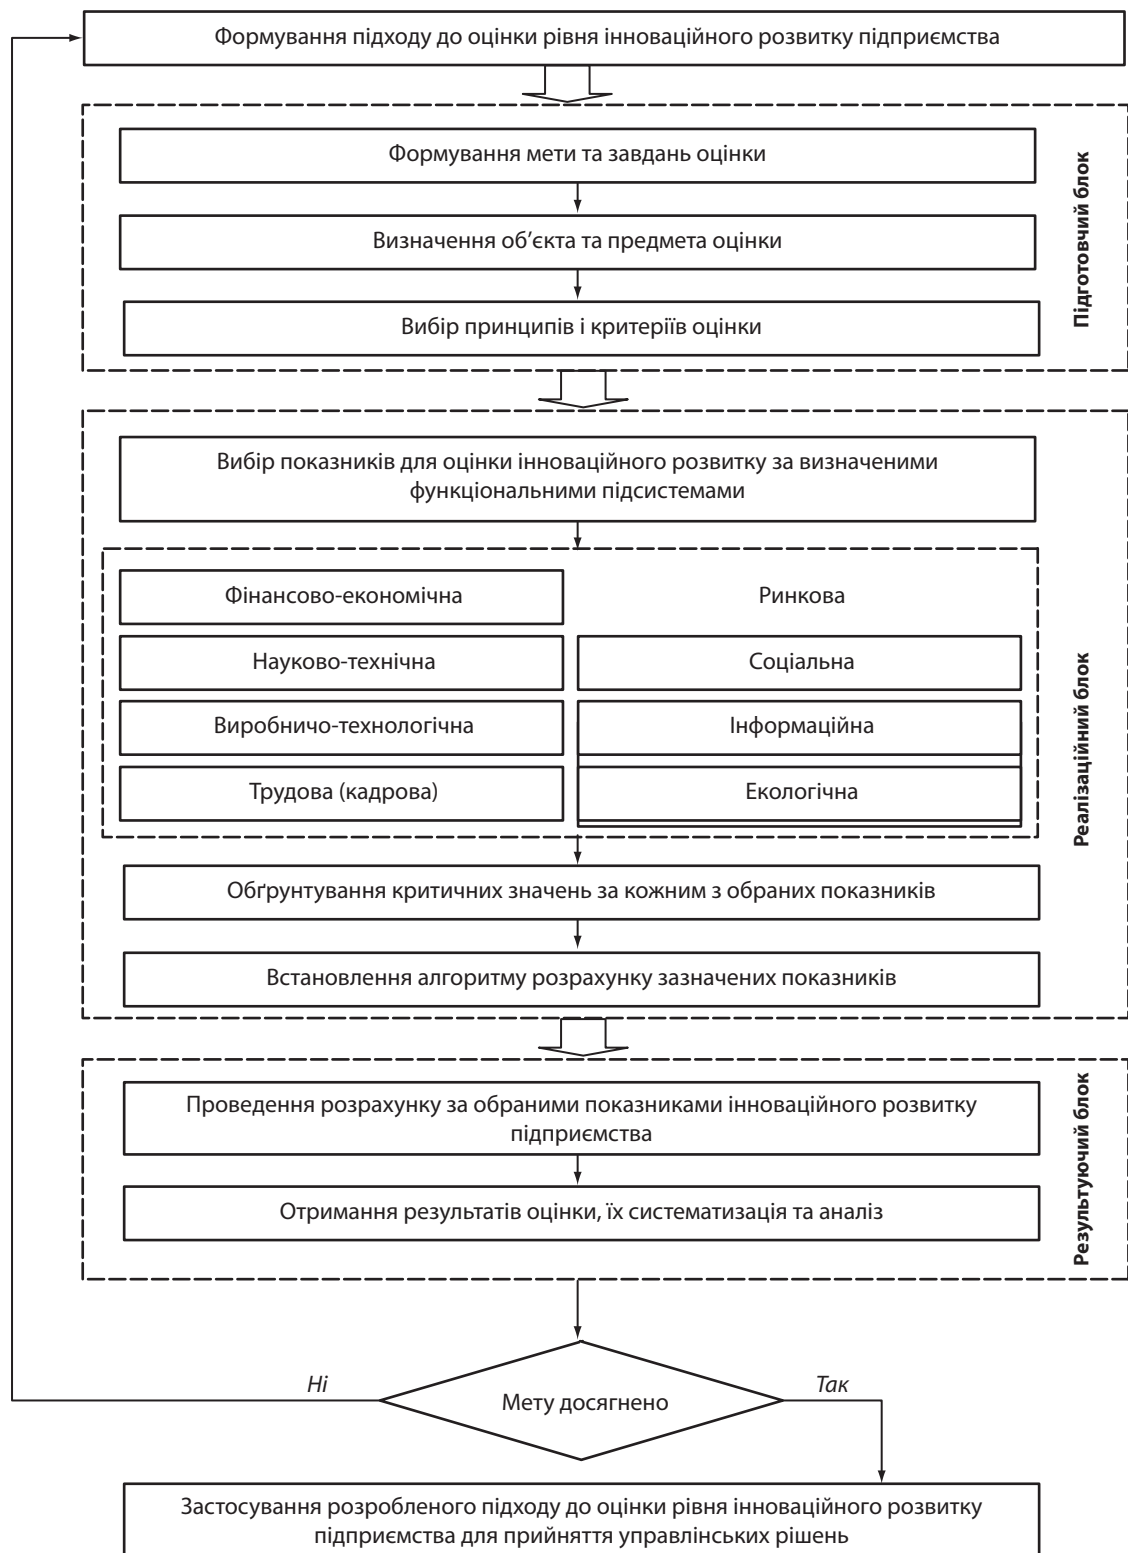 Формування підходу до оцінки рівня інноваційного розвитку підприємства
Формування мети та завдань оцінки
Визначення об’єкта та предмета оцінки
Вибір принципів і критеріїв оцінки
Підготовчий блок
Вибір показників для оцінки інноваційного розвитку за визначеними
функціональними підсистемами
Фінансово-економічна
Ринкова
Науково-технічна
Соціальна
Виробничо-технологічна
Інформаційна
Трудова (кадрова)
Екологічна
Обґрунтування критичних значень за кожним з обраних показників
Встановлення алгоритму розрахунку зазначених показників
Реалізаційний блок
Проведення розрахунку за обраними показниками інноваційного розвитку
підприємства
Отримання результатів оцінки, їх систематизація та аналіз
Результуючий блок
Ні
Мету досягнено
Так
Застосування розробленого підходу до оцінки рівня інноваційного розвитку
підприємства для прийняття управлінських рішень